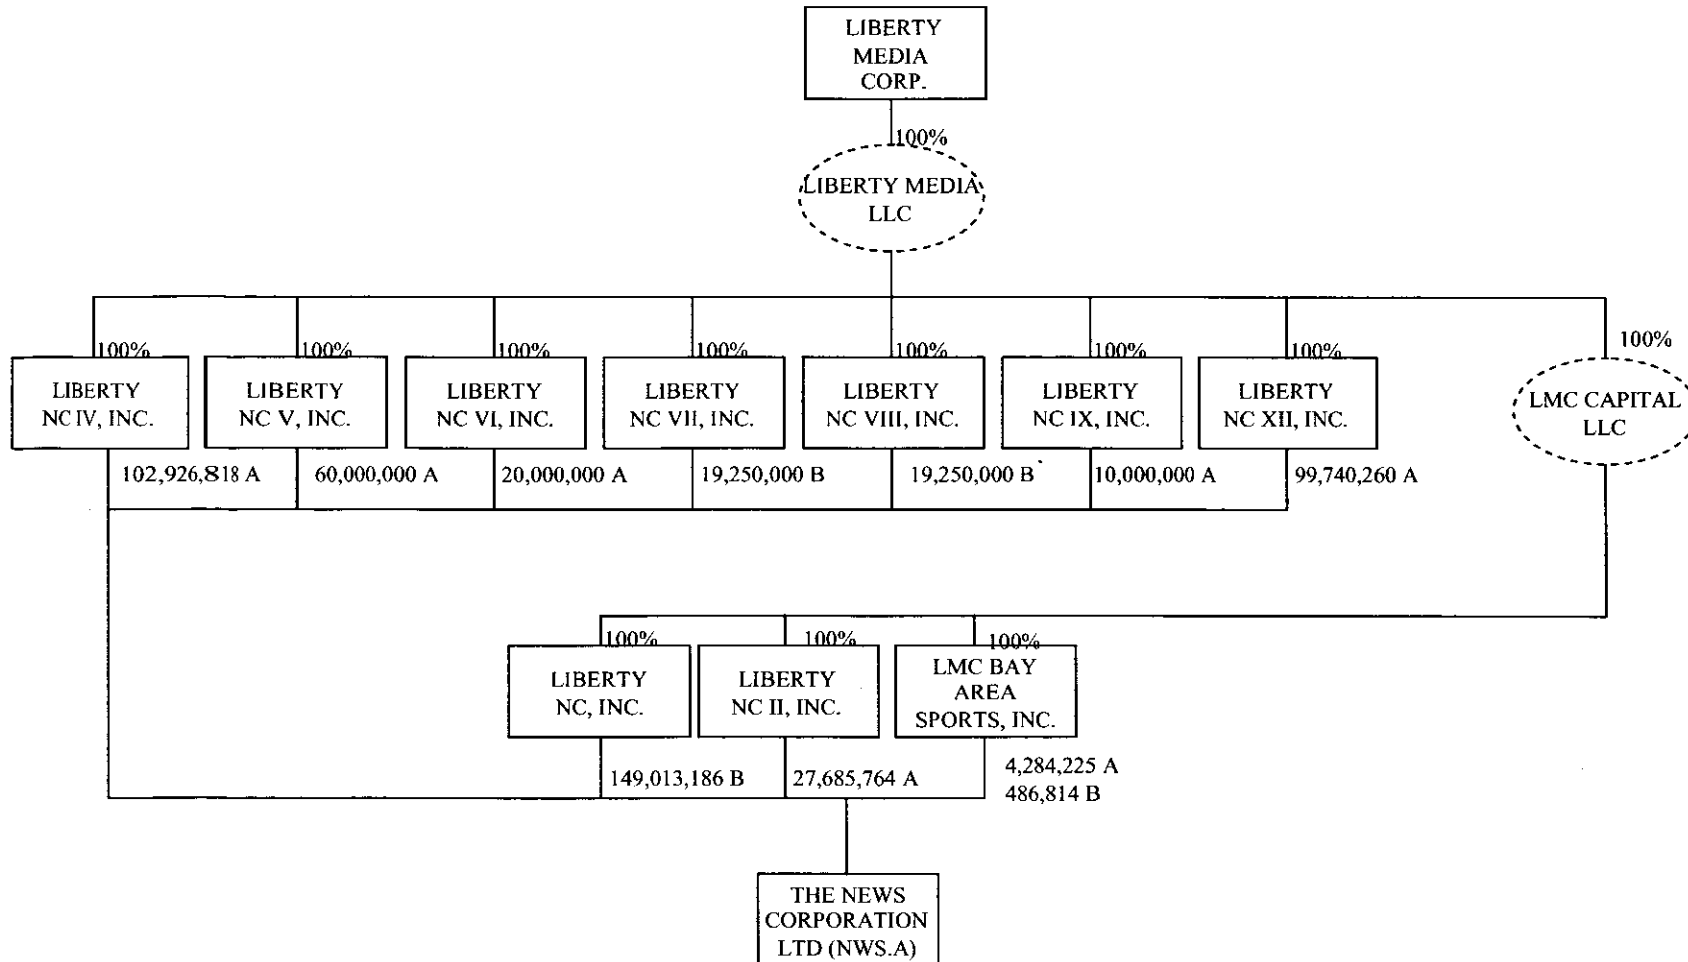 LIBERTY
MEDIA
CORP.
100%
LIBERTY MEDIA
LLC
100%
100%
100%
100%
100%
100%
100%
100%
LIBERTY
NC IV, INC.
LIBERTY
NC V, INC.
LIBERTY
NC VI, INC.
LIBERTY
NC VII, INC.
LIBERTY
NC VIII, INC.
LIBERTY
NC IX, INC.
LIBERTY
NC XII, INC.
LMC CAPITAL
LLC
102,926,818 A
60,000,000 A
20,000,000 A
19,250,000 B
19,250,000 B
10,000,000 A
99,740,260 A
100%
100%
100%
LIBERTY
NC, INC.
LIBERTY
NC II, INC.
LMC BAY
AREA
SPORTS, INC.
149,013,186 B
27,685,764 A
4,284,225 A
486,814 B
THE NEWS
CORPORATION
LTD (NWS.A)